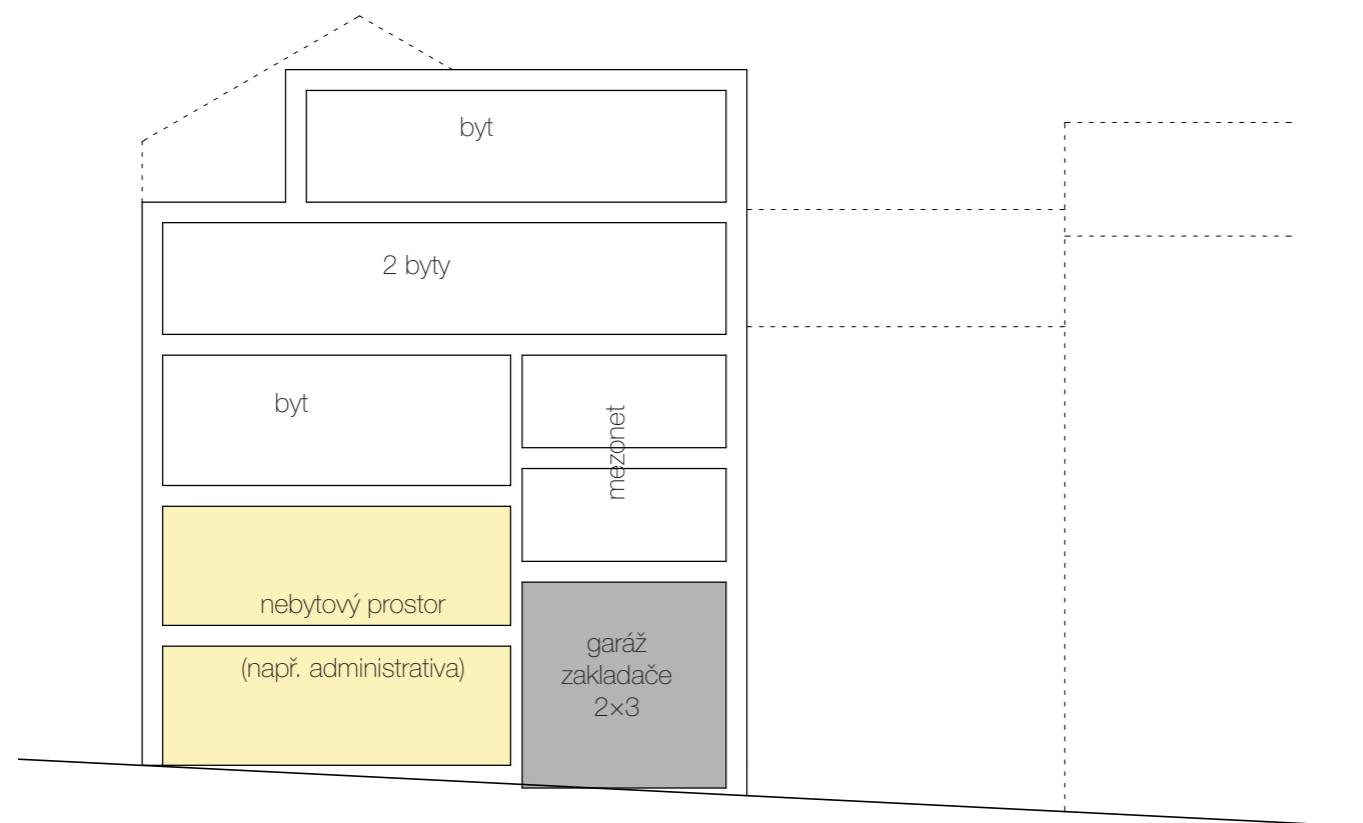 byt
2 byty
byt
mezonet
nebytový prostor
(např. administrativa)
garáž
zakladače
2×3